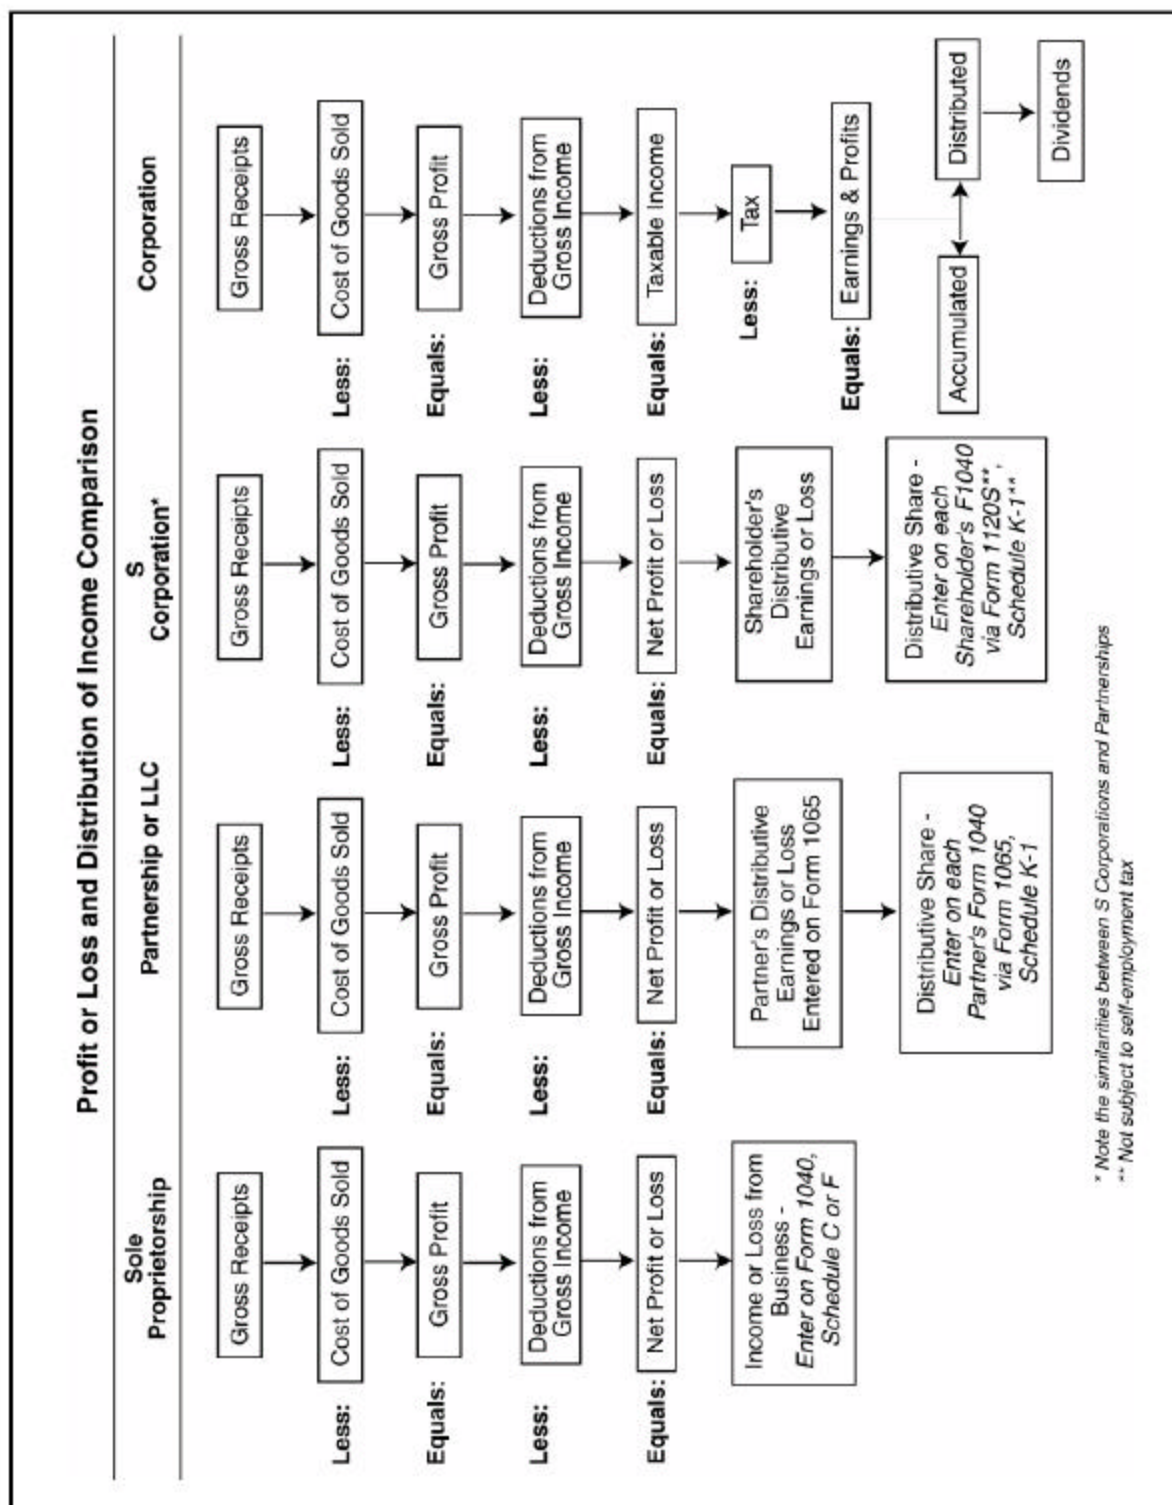 Profit or Loss and Distribution of Income Comparison
Sole
Proprietorship
Gross Receipts
Less:
Cost of Goods Sold
Equals:
Gross Profit
Less:
Deductions from
Gross Income
Equals:
Net Profit or Loss
Income or Loss from
Business -
Enter on Form 1040,
Schedule C or F
Partnership or LLC
Gross Receipts
Less:
Cost of Goods Sold
Equals:
Gross Profit
Less:
Deductions from
Gross Income
Equals:
Net Profit or Loss
Partner's Distributive
Earnings or Loss
Entered on Form 1065
Distributive Share -
Enter on each
Partner's Form 1040
via Form 1065,
Schedule K-1
S
Corporation*
Gross Receipts
Less:
Cost of Goods Sold
Equals:
Gross Profit
Less:
Deductions from
Gross Income
Equals:
Net Profit or Loss
Shareholder's
Distributive
Earnings or Loss
Distributive Share -
Enter on each
Shareholder's F1040
via Form 1120S**,
Schedule K-1**
Corporation
Gross Receipts
Less:
Cost of Goods Sold
Equals:
Gross Profit
Less:
Deductions from
Gross Income
Equals:
Taxable Income
Less:
Tax
Equals:
Earnings & Profits
Accumulated
Distributed
Dividends
* Note the similarities between S Corporations and Partnerships
** Not subject to self-employment tax